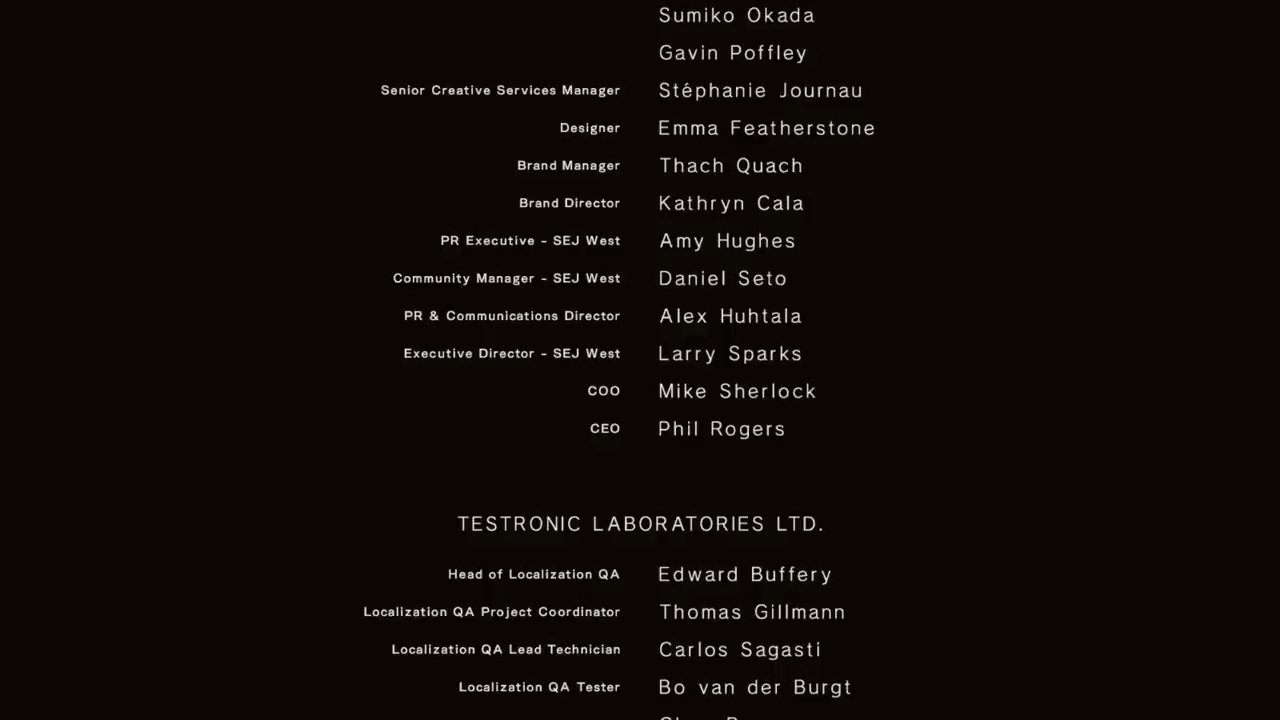 Sumiko Okada
Gavin Poffley
Senior Creative Services Manager Stéphanie Journau
Designer Emma Featherstone
Brand Manager Thach Quach
Brand Director Kathryn Cala
PR Executive - SEJ West Amy Hughes
Community Manager - SEJ West Daniel Seto
PR & Communications Director Alex Huhtala
Executive Director - SEJ West Larry Sparks
COO Mike Sherlock
CEO Phil Rogers
TESTRONIC LABORATORIES LTD.
Head of Localization QA Edward Buffery
Localization QA Project Coordinator Thomas Gillmann
Localization QA Lead Technician Carlos Sagasti
Localization QA Tester Bo van der Burgt